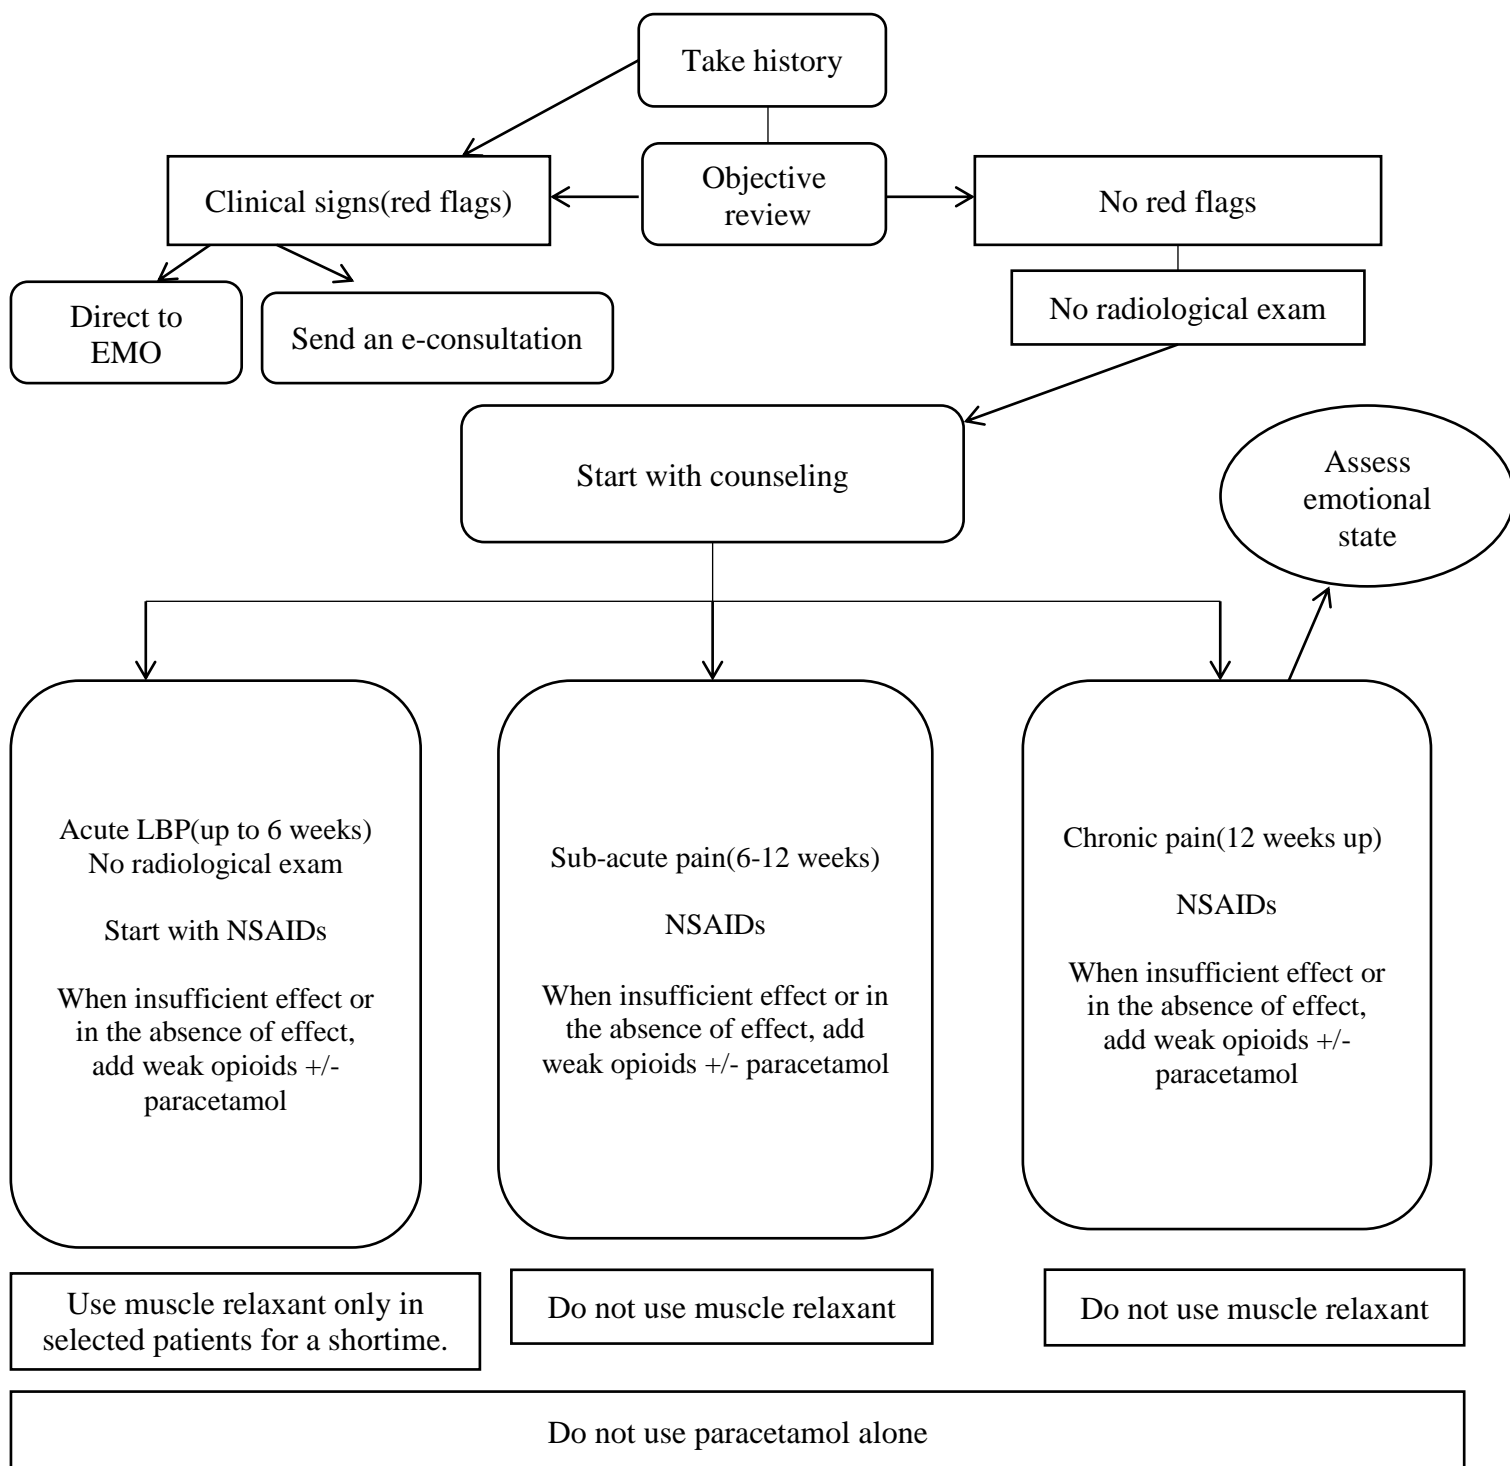 Take history
Clinical signs(red flags)
Objective
review
No red flags
Direct to
EMO
Send an e-consultation
No radiological exam
Start with counseling
Assess
emotional
state
Acute LBP(up to 6 weeks)
No radiological exam
Start with NSAIDs
When insufficient effect or
in the absence of effect,
add weak opioids +/-
paracetamol
Sub-acute pain(6-12 weeks)
NSAIDs
When insufficient effect or in
the absence of effect, add
weak opioids +/- paracetamol
Chronic pain(12 weeks up)
NSAIDs
When insufficient effect or
in the absence of effect,
add weak opioids +/-
paracetamol
Use muscle relaxant only in
selected patients for a shortime.
Do not use muscle relaxant
Do not use muscle relaxant
Do not use paracetamol alone